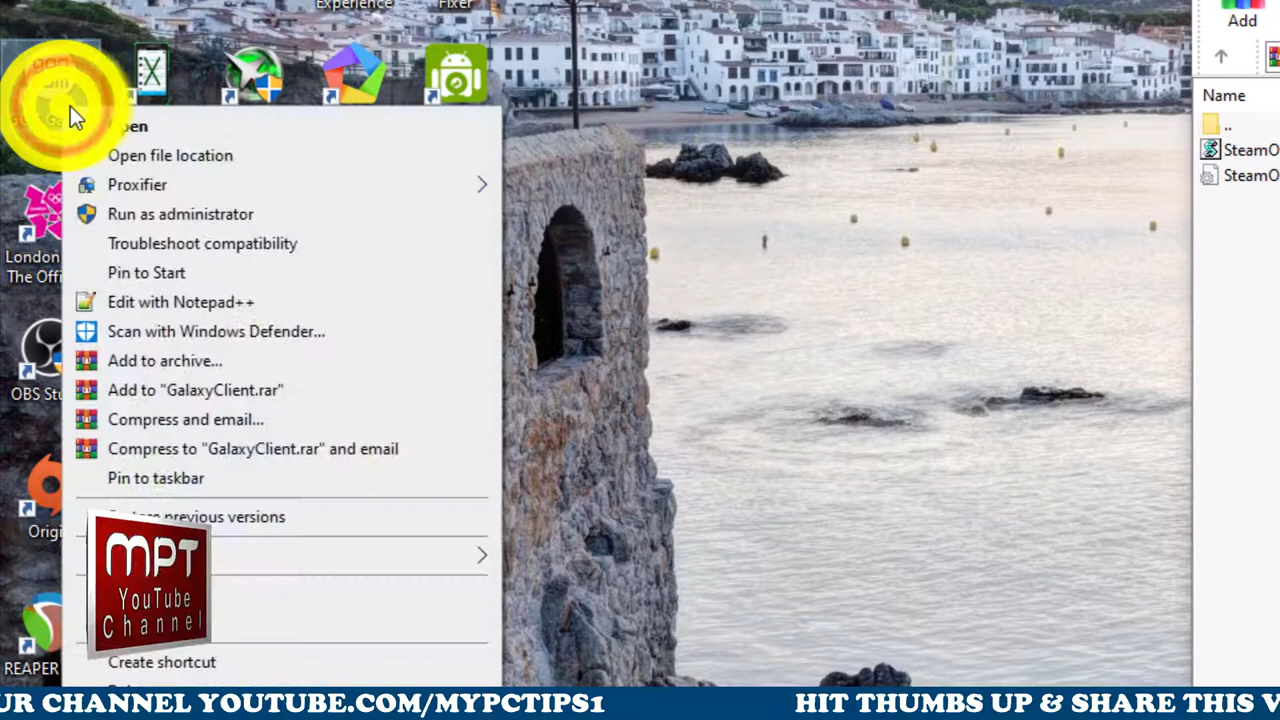 Experience
Fixer
Add
Name
..
SteamO
SteamO
Open file location
Proxifier
Run as administrator
Troubleshoot compatibility
Pin to Start
Edit with Notepad++
Scan with Windows Defender...
Add to archive...
Add to "GalaxyClient.rar"
Compress and email...
Compress to "GalaxyClient.rar" and email
Pin to taskbar
previous versions
Create shortcut
London
The Offi
OBS Stu
Origi
REAPER
MPT
YouTube
Channel
UR CHANNEL YOUTUBE.COM/MYPCTIPS1
HIT THUMBS UP & SHARE THIS V